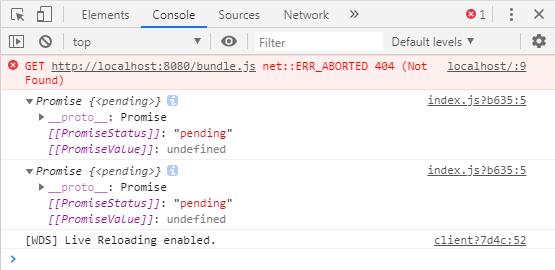 Elements Console Sources Network » 1
top Filter Default levels
GET http://localhost:8080/bundle.js net::ERR_ABORTED 404 (Not localhost/:9
Found)
Promise {<pending>} i index.js?b635:5
__proto__: Promise
[[PromiseStatus]]: "pending"
[[PromiseValue]]: undefined
Promise {<pending>} i index.js?b635:5
__proto__: Promise
[[PromiseStatus]]: "pending"
[[PromiseValue]]: undefined
[WDS] Live Reloading enabled. client?7d4c:52